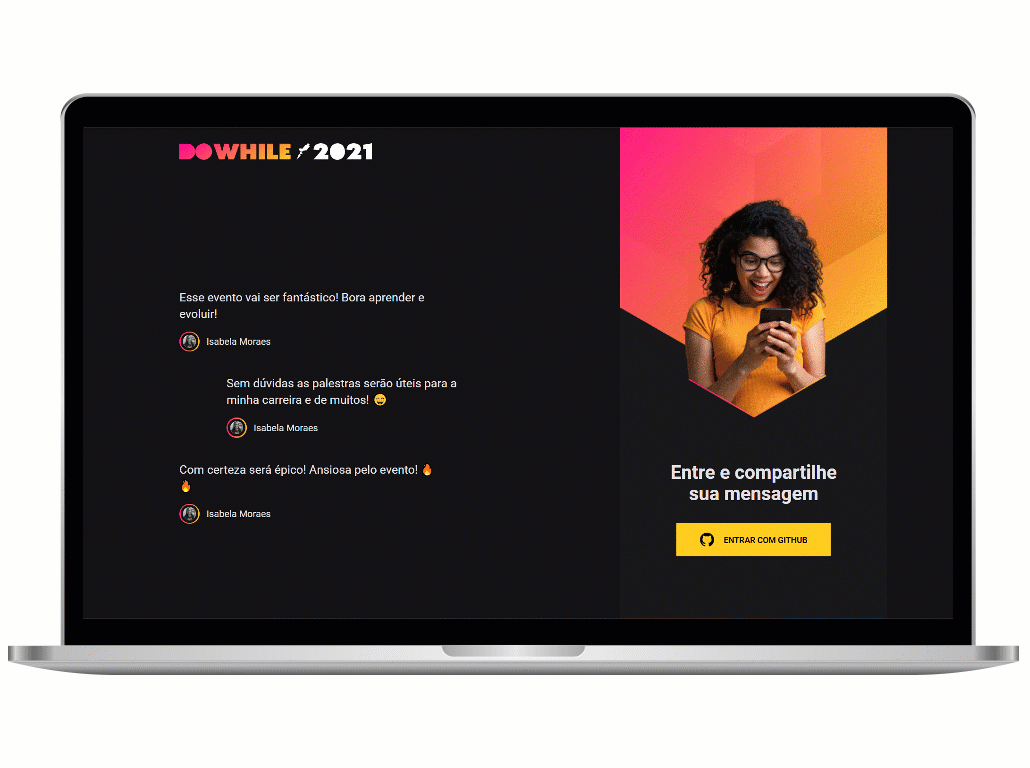 DOWHILE 2021
Esse evento vai ser fantástico! Bora aprender e
evoluir!
Isabela Moraes
Sem dúvidas as palestras serão úteis para a
minha carreira e de muitos! 😄
Isabela Moraes
Com certeza será épico! Ansiosa pelo evento! 🔥
🔥
Isabela Moraes
Entre e compartilhe
sua mensagem
ENTRAR COM GITHUB